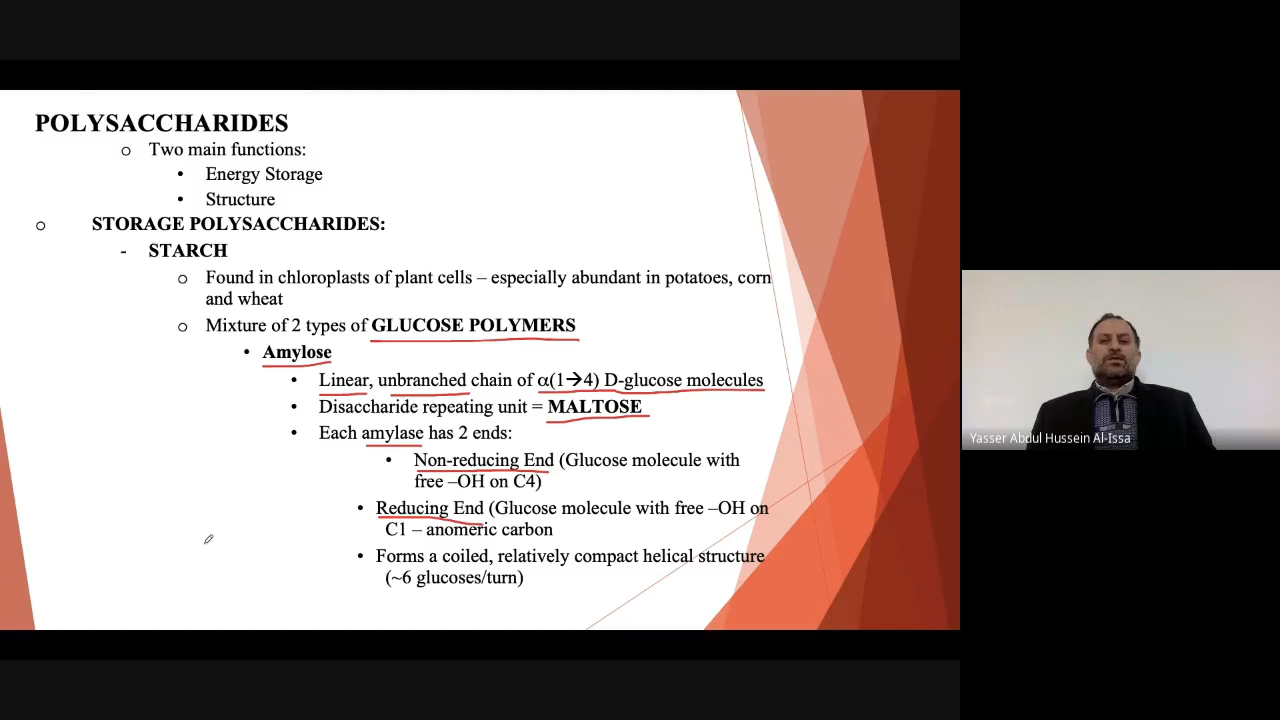 POLYSACCHARIDES
o Two main functions:
• Energy Storage
• Structure
o STORAGE POLYSACCHARIDES:
- STARCH
o Found in chloroplasts of plant cells – especially abundant in potatoes, corn
and wheat
o Mixture of 2 types of GLUCOSE POLYMERS
• Amylose
• Linear, unbranched chain of α(1→4) D-glucose molecules
• Disaccharide repeating unit = MALTOSE
• Each amylase has 2 ends:
• Non-reducing End (Glucose molecule with
free –OH on C4)
• Reducing End (Glucose molecule with free –OH on
C1 – anomeric carbon
• Forms a coiled, relatively compact helical structure
(~6 glucoses/turn)
Yasser Abdul Hussein Al-Issa